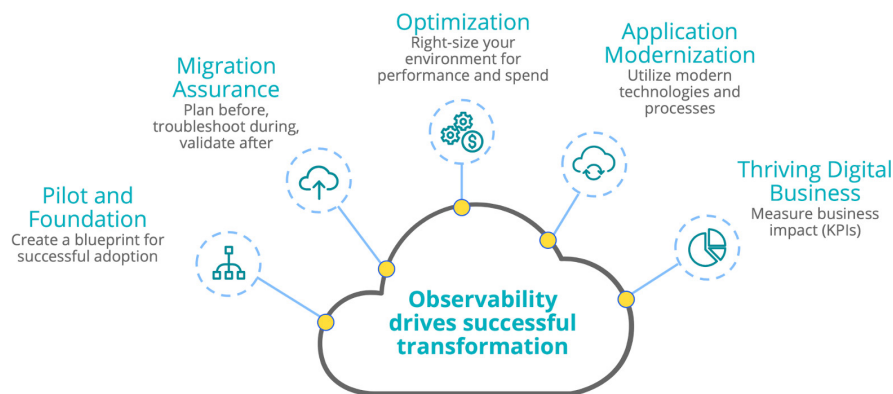 Pilot and
Foundation
Create a blueprint for
successful adoption
Migration
Assurance
Plan before,
troubleshoot during,
validate after
Optimization
Right-size your
environment for
performance and spend
Application
Modernization
Utilize modern
technologies and
processes
Thriving Digital
Business
Measure business
impact (KPIs)
$
Observability
drives successful
transformation